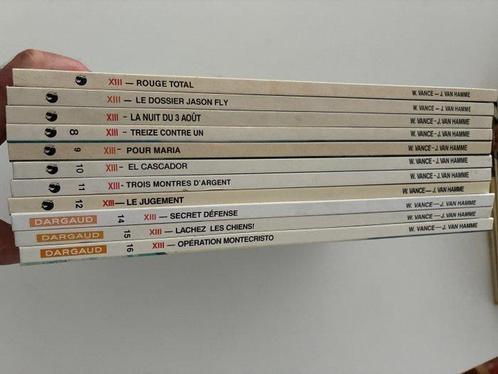 XIII — ROUGE TOTAL W. VANCE — J. VAN HAMME
XIII — LE DOSSIER JASON FLY W. VANCE — J. VAN HAMME
XIII — LA NUIT DU 3 AOÛT W. VANCE - J. VAN HAMME
8 XIII — TREIZE CONTRE UN W. VANCE - J. VAN HAMME
9 XIII - POUR MARIA W. VANCE - J. VAN HAMME
10 XIII — EL CASCADOR W. VANCE - J. VAN HAMME
11 XIII - TROIS MONTRES D'ARGENT W. VANCE - J. VAN HAMME
12 XIII — LE JUGEMENT W. VANCE — J. VAN HAMME
DARGAUD 14 XIII — SECRET DÉFENSE W. VANCE — J. VAN HAMME
DARGAUD 15 XIII — LACHEZ LES CHIENS! W. VANCE — J. VAN HAMME
DARGAUD 16 XIII — OPÉRATION MONTECRISTO W. VANCE — J. VAN HAMME